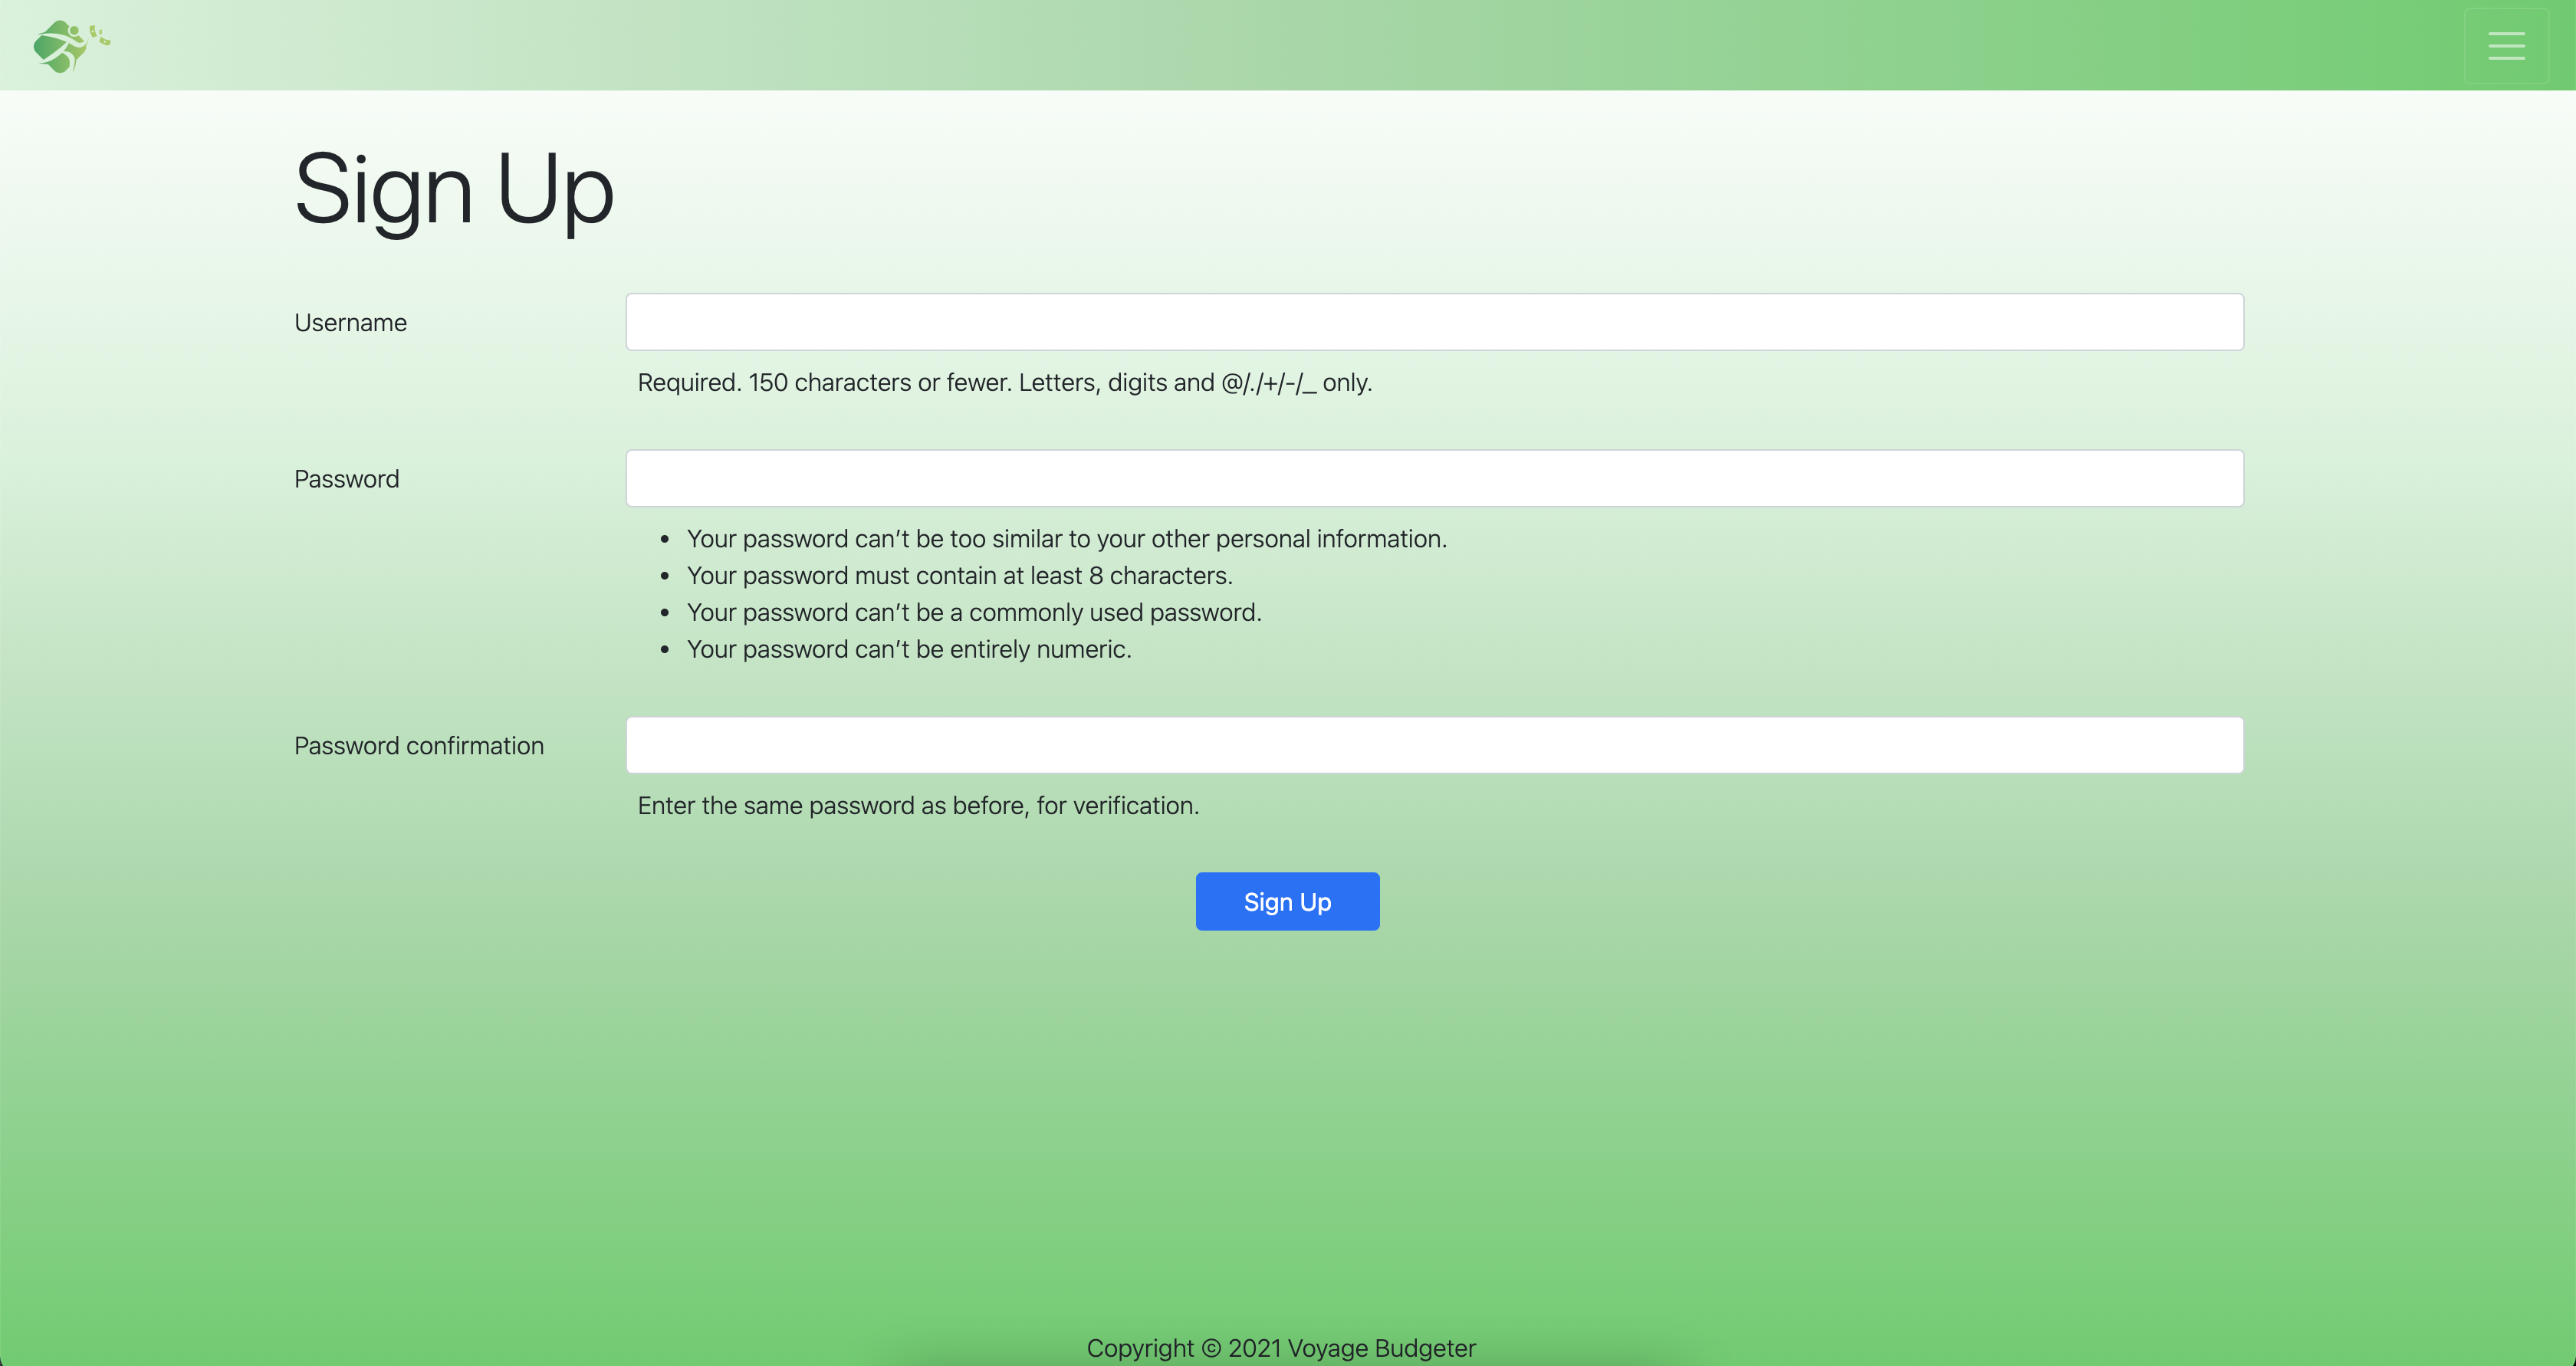 Sign Up
Username
Required. 150 characters or fewer. Letters, digits and @/./+/-/_ only.
Password
• Your password can’t be too similar to your other personal information.
• Your password must contain at least 8 characters.
• Your password can’t be a commonly used password.
• Your password can’t be entirely numeric.
Password confirmation
Enter the same password as before, for verification.
Sign Up
Copyright © 2021 Voyage Budgeter